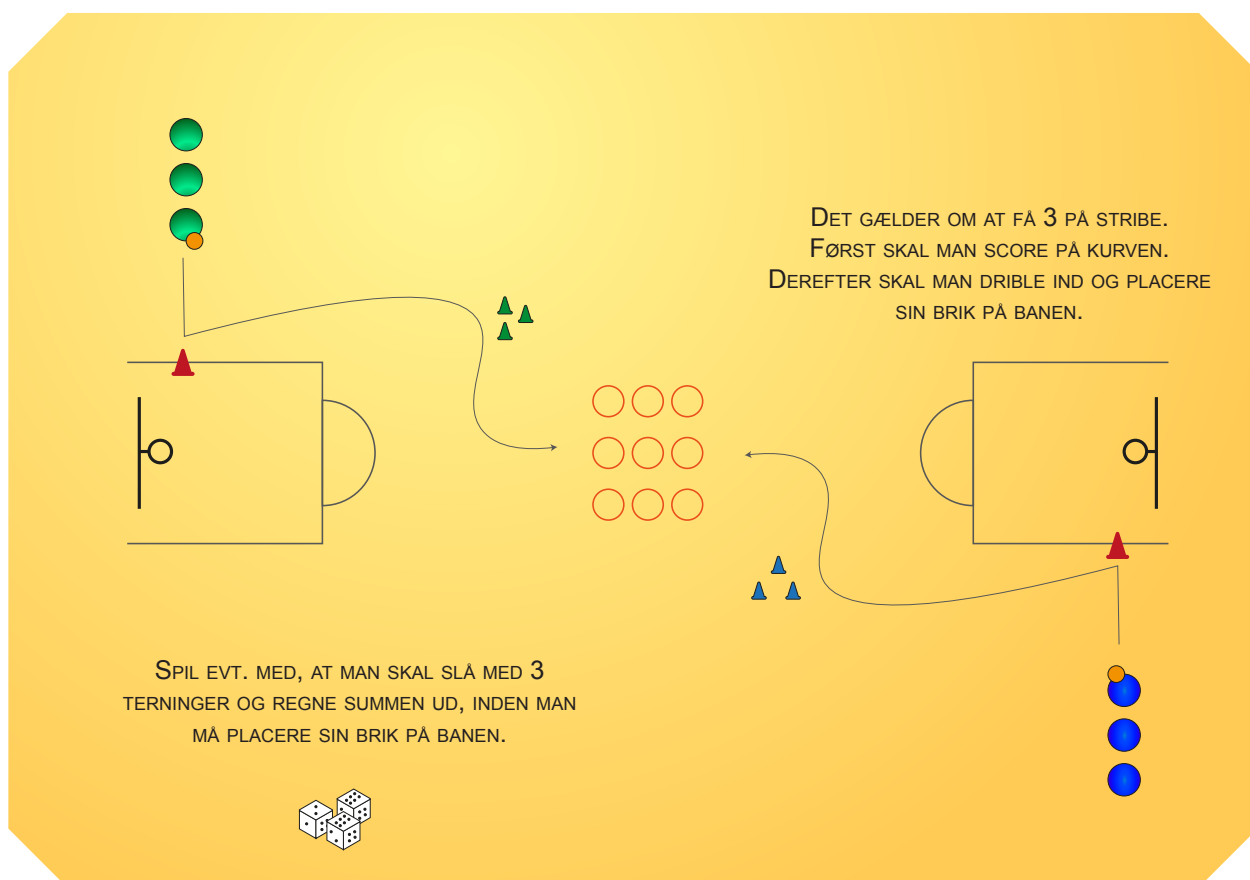 Det gælder om at få 3 på stribe.
Først skal man score på kurven.
Derefter skal man drible ind og placere
sin brik på banen.
Spil evt. med, at man skal slå med 3
terninger og regne summen ud, inden man
må placere sin brik på banen.